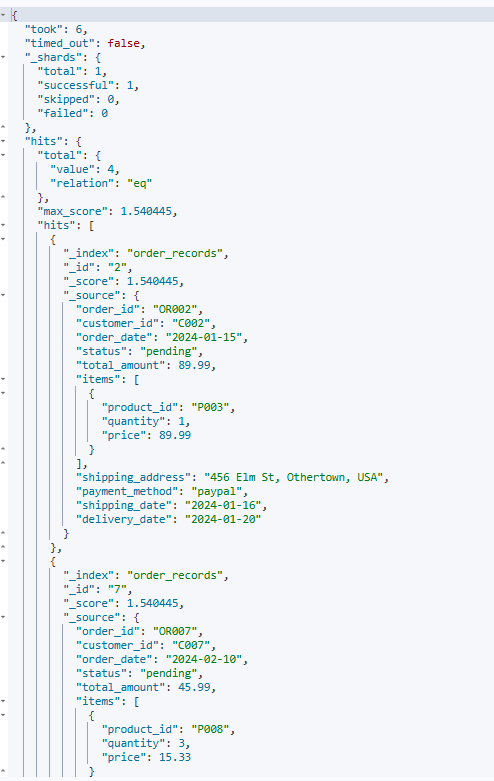 {
  "took": 6,
  "timed_out": false,
  "_shards": {
    "total": 1,
    "successful": 1,
    "skipped": 0,
    "failed": 0
  },
  "hits": {
    "total": {
      "value": 4,
      "relation": "eq"
    },
    "max_score": 1.540445,
    "hits": [
      {
        "_index": "order_records",
        "_id": "2",
        "_score": 1.540445,
        "_source": {
          "order_id": "OR002",
          "customer_id": "C002",
          "order_date": "2024-01-15",
          "status": "pending",
          "total_amount": 89.99,
          "items": [
            {
              "product_id": "P003",
              "quantity": 1,
              "price": 89.99
            }
          ],
          "shipping_address": "456 Elm St, Othertown, USA",
          "payment_method": "paypal",
          "shipping_date": "2024-01-16",
          "delivery_date": "2024-01-20"
        }
      },
      {
        "_index": "order_records",
        "_id": "7",
        "_score": 1.540445,
        "_source": {
          "order_id": "OR007",
          "customer_id": "C007",
          "order_date": "2024-02-10",
          "status": "pending",
          "total_amount": 45.99,
          "items": [
            {
              "product_id": "P008",
              "quantity": 3,
              "price": 15.33
            }